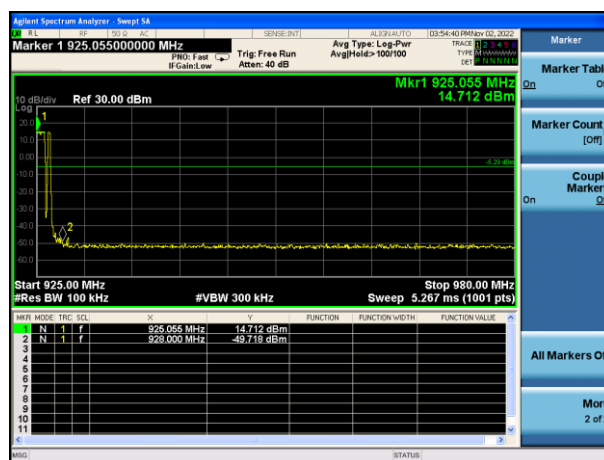 Agilent Spectrum Analyzer - Swept SA
RL RF 50 Ω AC SENSE:INT ALIGN AUTO 03:54:40 PM Nov 02, 2022
Marker 1 925.055000000 MHz
PNO: Fast
IFGain:Low
Trig: Free Run
Atten: 40 dB
Avg Type: Log-Pwr
Avg|Hold:>100/100
TRACE 1 2 3 4 5 6
TYPE M W W W W W
DET P N N N N N
Mkr1 925.055 MHz
14.712 dBm
10 dB/div Ref 30.00 dBm
Log
1
20.0
10.0
0.00
-5.29 dBm
-10.0
-20.0
-30.0
-40.0
2
-50.0
-60.0
Start 925.00 MHz Stop 980.00 MHz
#Res BW 100 kHz #VBW 300 kHz Sweep 5.267 ms (1001 pts)
MKR MODE TRC SCL X Y FUNCTION FUNCTION WIDTH FUNCTION VALUE
1 N 1 f 925.055 MHz 14.712 dBm
2 N 1 f 928.000 MHz -49.718 dBm
3
4
5
6
7
8
9
10
11
MSG STATUS
Marker
Marker Tabl
On O
Marker Count
[Off]
Coupl
Marker
On O
All Markers Of
Mor
2 of